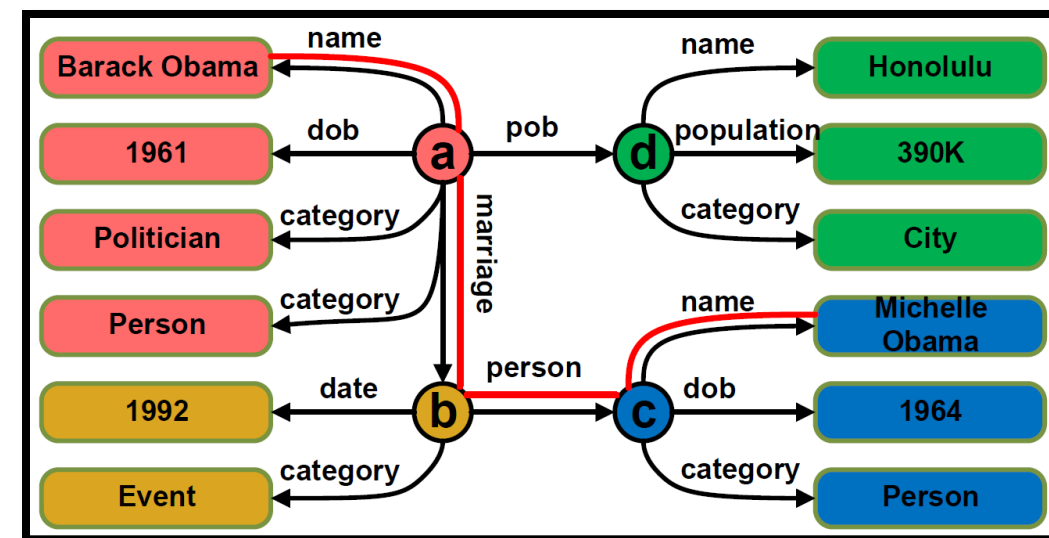 name
name
Barack Obama
Honolulu
dob
pob
population
1961
a
d
390K
category
category
Politician
marriage
City
category
name
Person
Michelle
Obama
person
date
dob
1992
b
c
1964
category
category
Event
Person